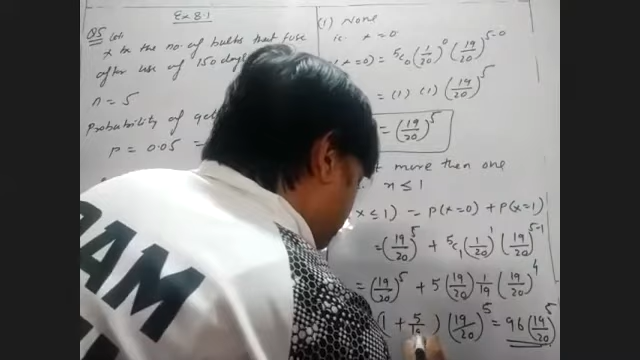 Ex 8.1
Q5 Let
x be the no. of bulbs that fuse
after use of 150 days
n = 5
Probability of
P = 0.05 =
(i) None
ie. x = 0
(x=0) = 5C0 (1/20)^0 (19/20)^(5-0)
= (1) (1) (19/20)^5
= (19/20)^5
more then one
x ≤ 1
x ≤ 1) = P(x=0) + P(x=1)
= (19/20)^5 + 5C1 (1/20)^1 (19/20)^(5-1)
= (19/20)^5 + 5 (19/20) 1/19 (19/20)^4
(1 + 5/19) (19/20)^5 = 96 (19/20)^5
DAM